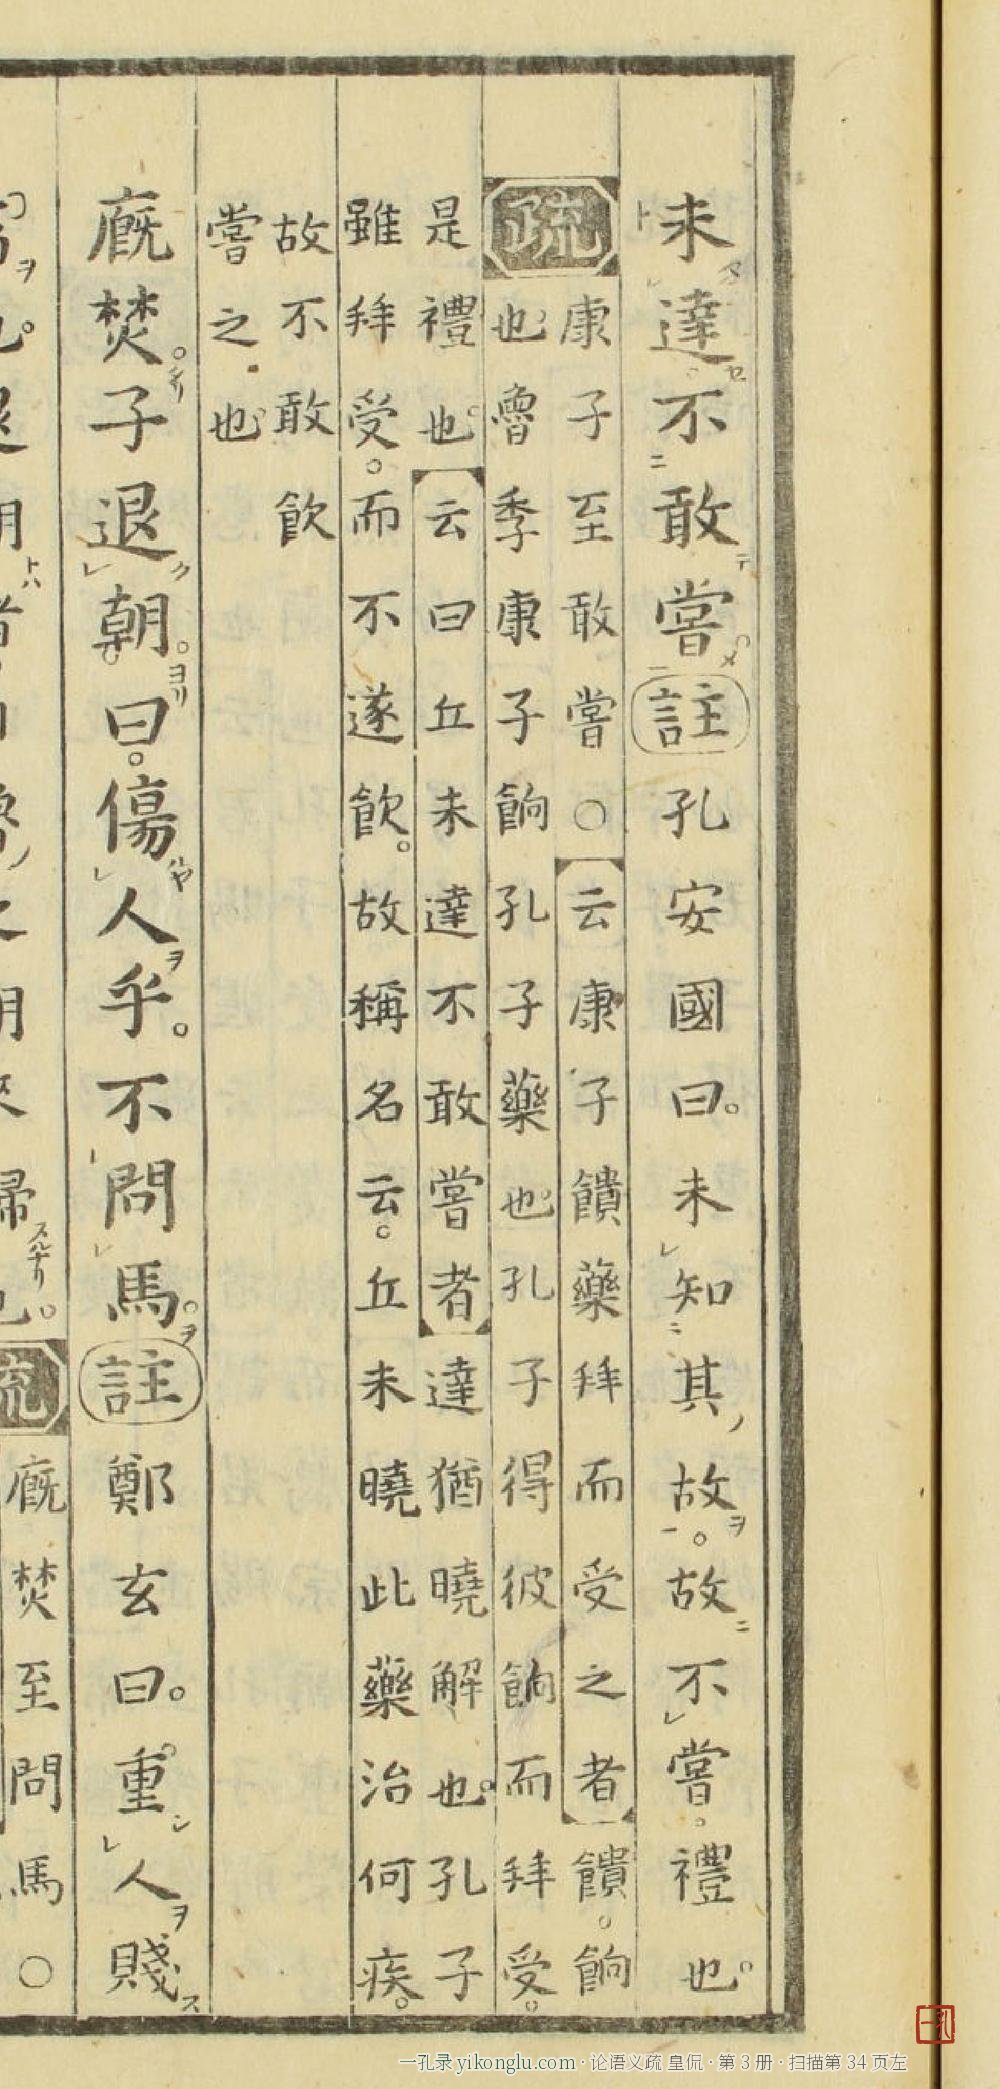 未達不敢嘗註孔安國曰。未知其故。故不嘗。禮也。
疏康子至敢嘗○云康子饋藥拜而受之者饋。餉
也魯季康子餉孔子藥也孔子得彼餉而拜受。
是禮也。云曰丘未達不敢嘗者達猶曉解也。孔子
雖拜受。而不遂飲。故稱名云。丘未曉此藥治何疾。
故不敢飲
嘗之也
廐焚。子退朝。曰。傷人乎。不問馬。註鄭玄曰。重人賤
疏廐焚至問馬○
一孔录 yikonglu.com · 论语义疏 皇侃 · 第 3 册 · 扫描第 34 页左